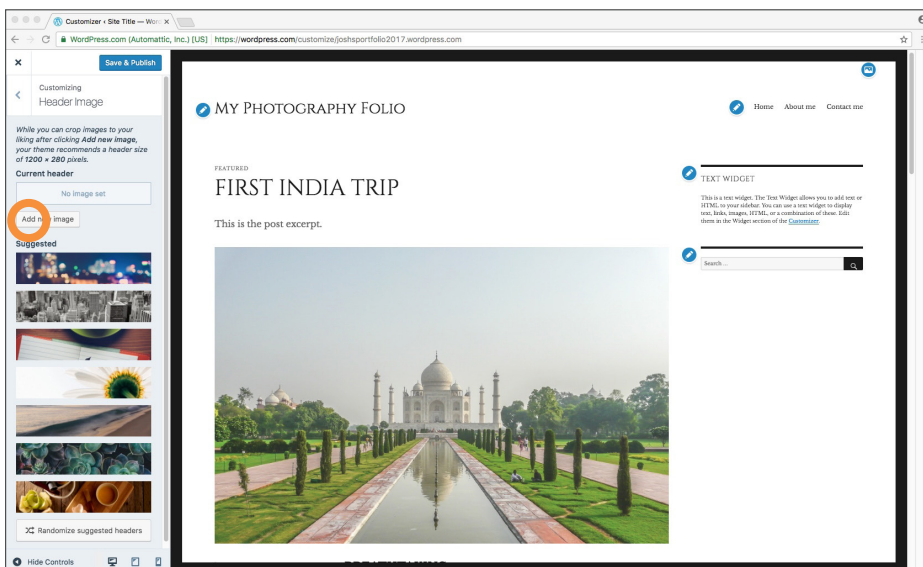 Customizer ‹ Site Title — Word
WordPress.com (Automattic, Inc.) [US] https://wordpress.com/customize/joshsportfolio2017.wordpress.com
Save & Publish
Customizing
Header Image
While you can crop images to your
liking after clicking Add new image,
your theme recommends a header size
of 1200 × 280 pixels.
Current header
No image set
Add new image
Suggested
Randomize suggested headers
Hide Controls
My Photography Folio
Home About me Contact me
FEATURED
FIRST INDIA TRIP
This is the post excerpt.
TEXT WIDGET
This is a text widget. The Text Widget allows you to add text or
HTML to your sidebar. You can use a text widget to display
text, links, images, HTML, or a combination of these. Edit
them in the Widget section of the Customizer.
Search ...